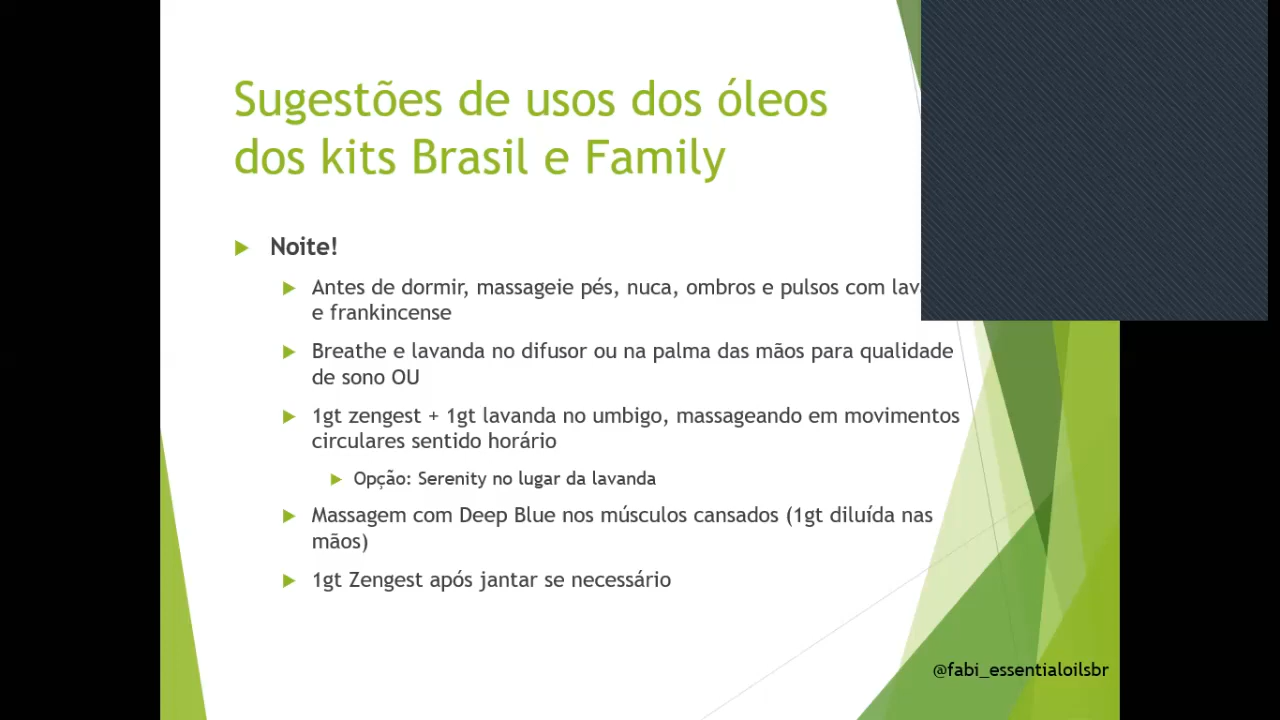 Sugestões de usos dos óleos
dos kits Brasil e Family
Noite!
Antes de dormir, massageie pés, nuca, ombros e pulsos com
e frankincense
Breathe e lavanda no difusor ou na palma das mãos para qualidade
de sono OU
1gt zengest + 1gt lavanda no umbigo, massageando em movimentos
circulares sentido horário
Opção: Serenity no lugar da lavanda
Massagem com Deep Blue nos músculos cansados (1gt diluída nas
mãos)
1gt Zengest após jantar se necessário
@fabi_essentialoilsbr